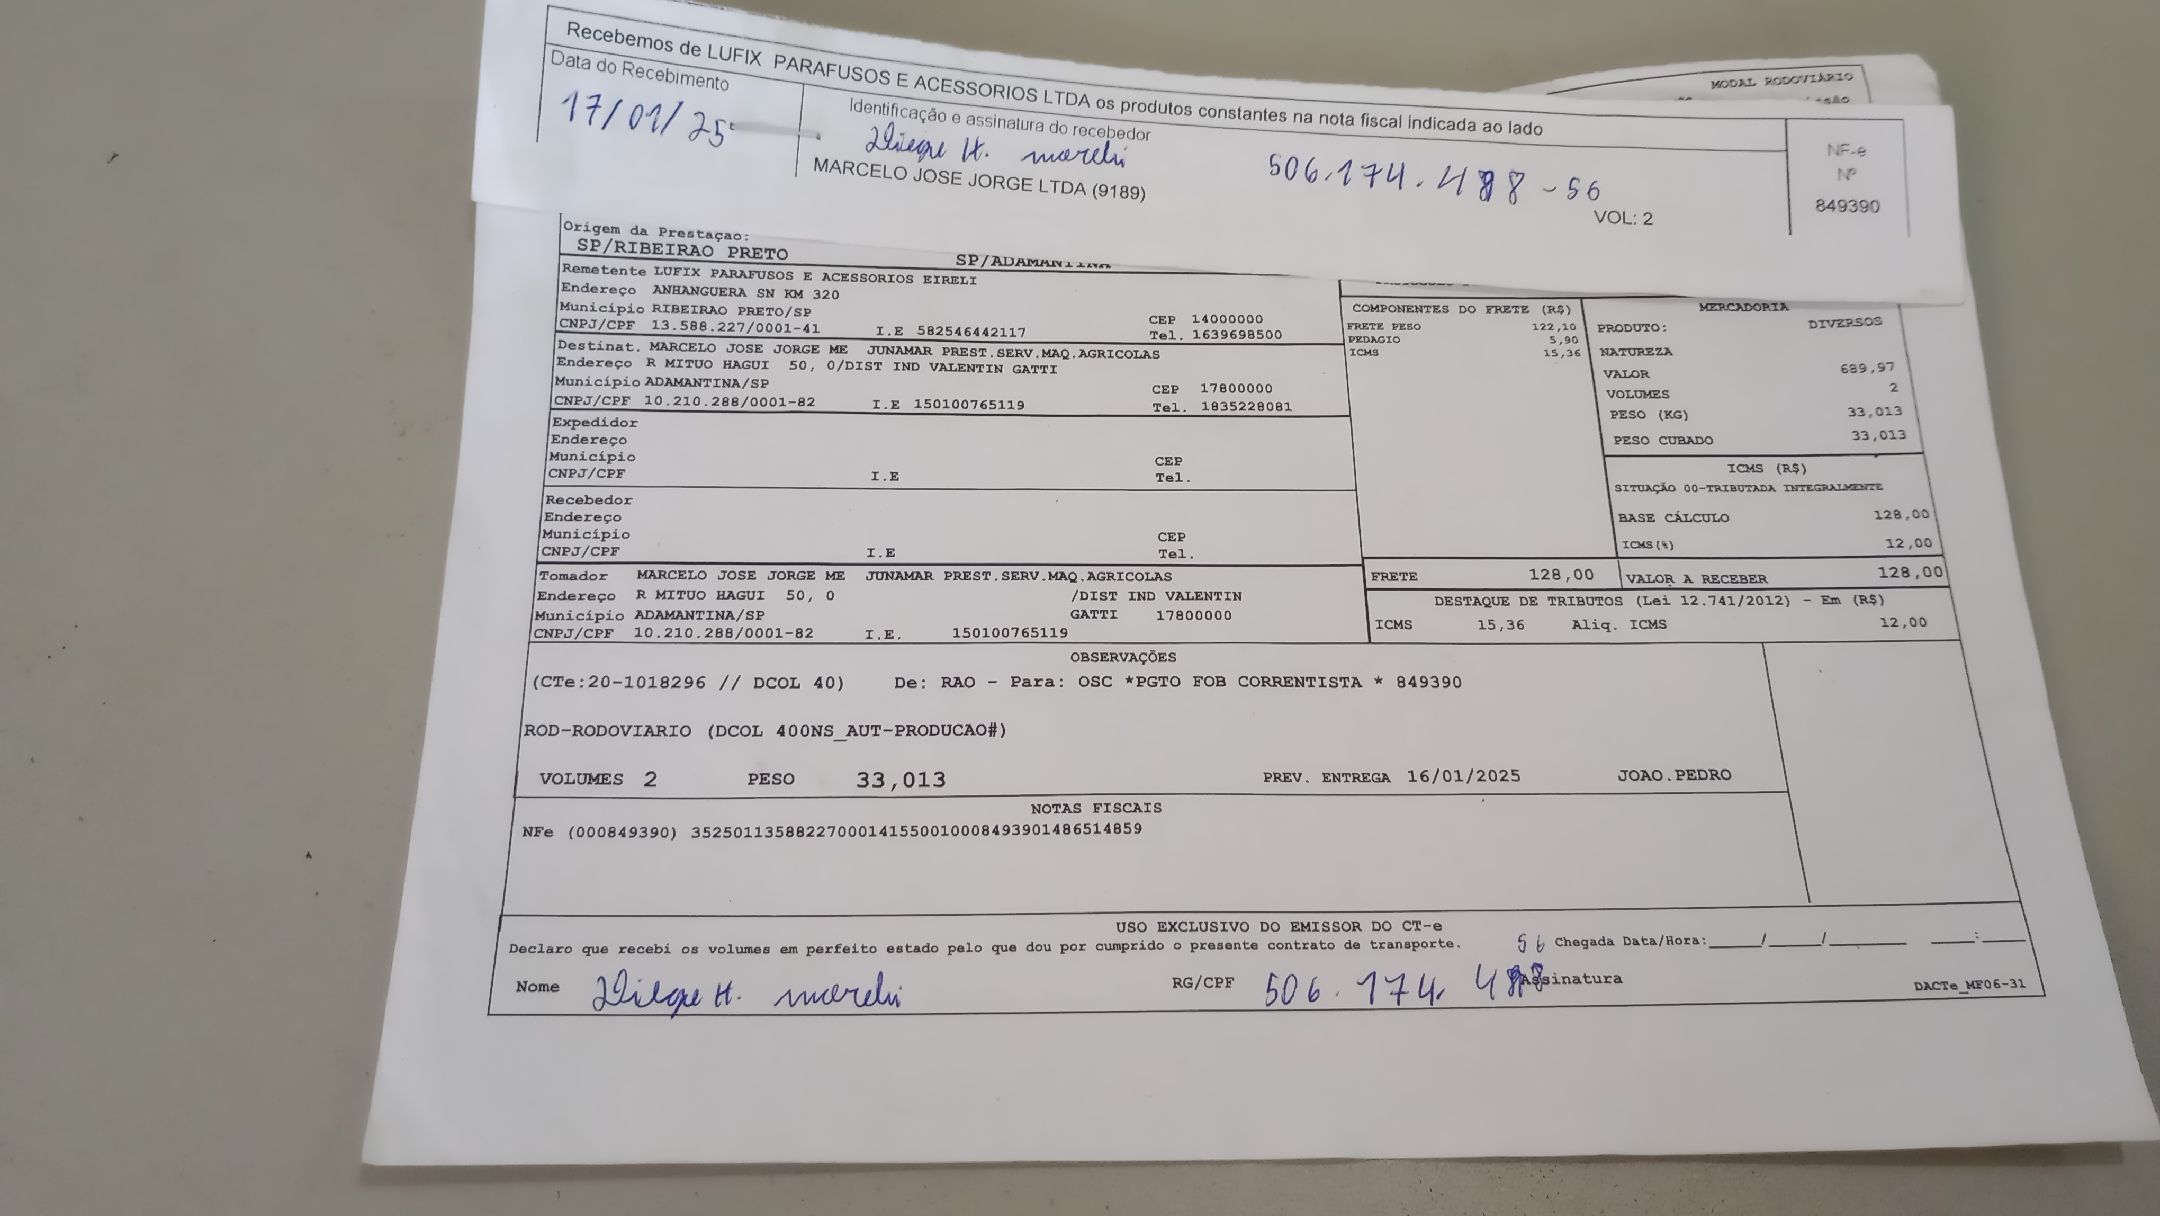 Recebemos de LUFIX PARAFUSOS E ACESSORIOS LTDA os produtos constantes na nota fiscal indicada ao lado
Data do Recebimento
17/01/25
Identificação e assinatura do recebedor
H.
506.174.488-56
MARCELO JOSE JORGE LTDA (9189)
VOL: 2
NF-e
Nº
849390
MODAL RODOVIÁRIO
Origem da Prestaçao:
SP/RIBEIRAO PRETO
SP/ADAMANTINA
Remetente LUFIX PARAFUSOS E ACESSORIOS EIRELI
Endereço ANHANGUERA SN KM 320
Município RIBEIRAO PRETO/SP CEP 14000000
CNPJ/CPF 13.588.227/0001-41 I.E 582546442117 Tel. 1639698500
Destinat. MARCELO JOSE JORGE ME JUNAMAR PREST.SERV.MAQ.AGRICOLAS
Endereço R MITUO HAGUI 50, 0/DIST IND VALENTIN GATTI
Município ADAMANTINA/SP CEP 17800000
CNPJ/CPF 10.210.288/0001-82 I.E 150100765119 Tel. 1835228081
Expedidor
Endereço
Município CEP
CNPJ/CPF I.E Tel.
Recebedor
Endereço
Município CEP
CNPJ/CPF I.E Tel.
Tomador MARCELO JOSE JORGE ME JUNAMAR PREST.SERV.MAQ.AGRICOLAS
Endereço R MITUO HAGUI 50, 0 /DIST IND VALENTIN
Município ADAMANTINA/SP GATTI 17800000
CNPJ/CPF 10.210.288/0001-82 I.E. 150100765119
COMPONENTES DO FRETE (R$)
FRETE PESO 122,10
PEDAGIO 5,90
ICMS 15,36
MERCADORIA
PRODUTO: DIVERSOS
NATUREZA
VALOR 689,97
VOLUMES 2
PESO (KG) 33,013
PESO CUBADO 33,013
ICMS (R$)
SITUAÇÃO 00-TRIBUTADA INTEGRALMENTE
BASE CÁLCULO 128,00
ICMS(%) 12,00
FRETE 128,00 VALOR A RECEBER 128,00
DESTAQUE DE TRIBUTOS (Lei 12.741/2012) - Em (R$)
ICMS 15,36 Aliq. ICMS 12,00
OBSERVAÇÕES
(CTe:20-1018296 // DCOL 40) De: RAO - Para: OSC *PGTO FOB CORRENTISTA * 849390
ROD-RODOVIARIO (DCOL 400NS_AUT-PRODUCAO#)
VOLUMES 2 PESO 33,013 PREV. ENTREGA 16/01/2025 JOAO.PEDRO
NOTAS FISCAIS
NFe (000849390) 35250113588227000141550010008493901486514859
USO EXCLUSIVO DO EMISSOR DO CT-e
Declaro que recebi os volumes em perfeito estado pelo que dou por cumprido o presente contrato de transporte. 56 Chegada Data/Hora:____/____/______ ___:___
Nome H. RG/CPF 506.174.488 Assinatura
DACTe_MF06-31